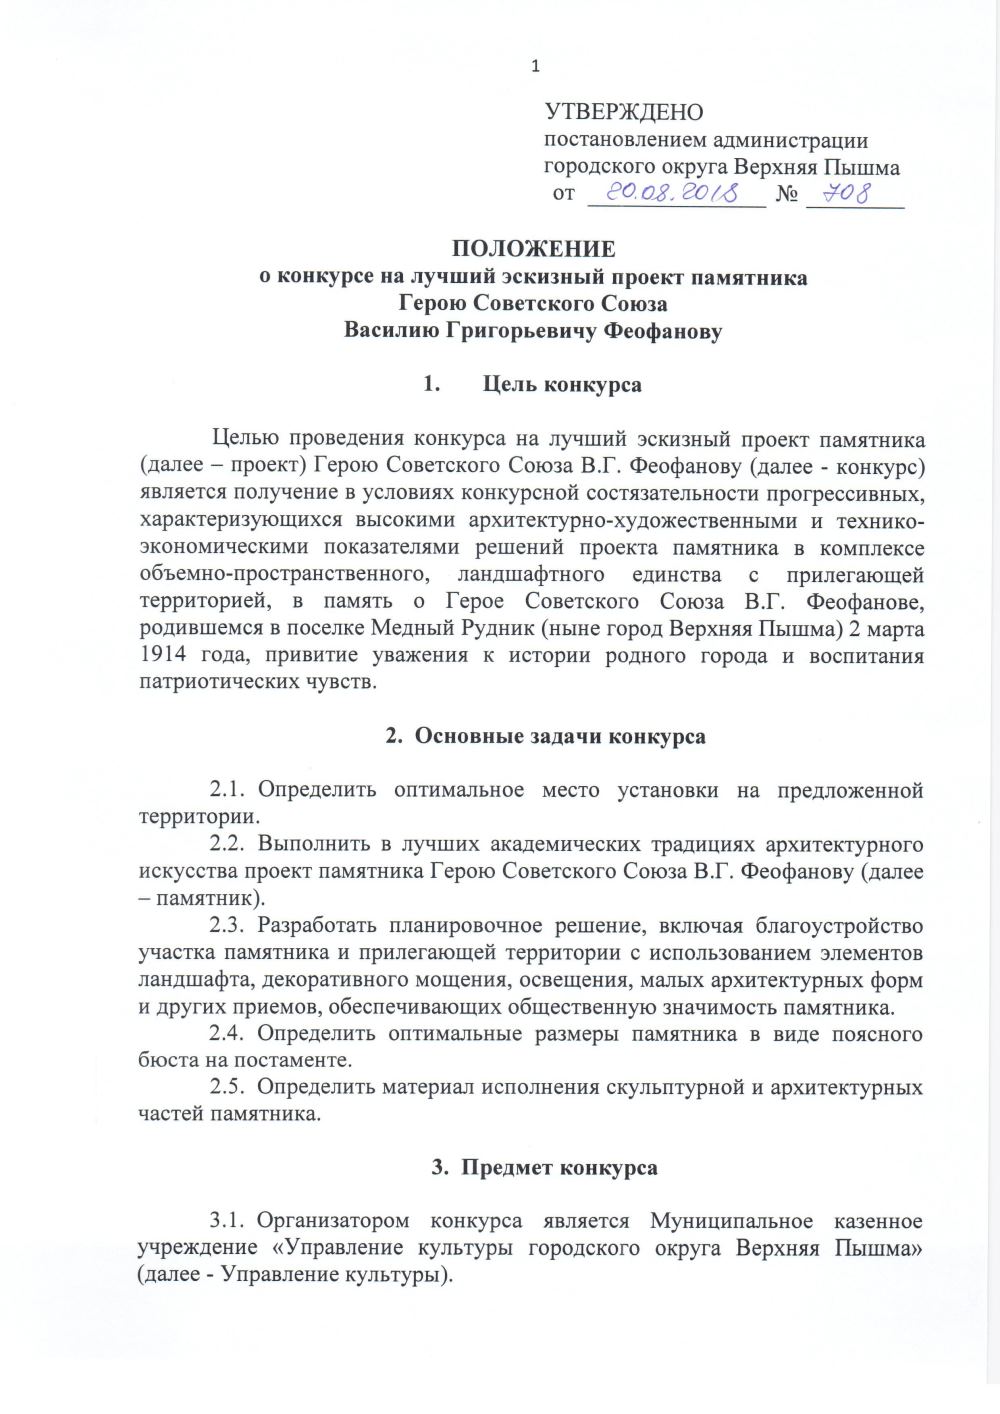 1
УТВЕРЖДЕНО
постановлением администрации
городского округа Верхняя Пышма
от 20.08.2018 № 708
ПОЛОЖЕНИЕ
о конкурсе на лучший эскизный проект памятника
Герою Советского Союза
Василию Григорьевичу Феофанову
1. Цель конкурса
Целью проведения конкурса на лучший эскизный проект памятника
(далее – проект) Герою Советского Союза В.Г. Феофанову (далее - конкурс)
является получение в условиях конкурсной состязательности прогрессивных,
характеризующихся высокими архитектурно-художественными и технико-
экономическими показателями решений проекта памятника в комплексе
объемно-пространственного, ландшафтного единства с прилегающей
территорией, в память о Герое Советского Союза В.Г. Феофанове,
родившемся в поселке Медный Рудник (ныне город Верхняя Пышма) 2 марта
1914 года, привитие уважения к истории родного города и воспитания
патриотических чувств.
2. Основные задачи конкурса
2.1. Определить оптимальное место установки на предложенной
территории.
2.2. Выполнить в лучших академических традициях архитектурного
искусства проект памятника Герою Советского Союза В.Г. Феофанову (далее
– памятник).
2.3. Разработать планировочное решение, включая благоустройство
участка памятника и прилегающей территории с использованием элементов
ландшафта, декоративного мощения, освещения, малых архитектурных форм
и других приемов, обеспечивающих общественную значимость памятника.
2.4. Определить оптимальные размеры памятника в виде поясного
бюста на постаменте.
2.5. Определить материал исполнения скульптурной и архитектурных
частей памятника.
3. Предмет конкурса
3.1. Организатором конкурса является Муниципальное казенное
учреждение «Управление культуры городского округа Верхняя Пышма»
(далее - Управление культуры).